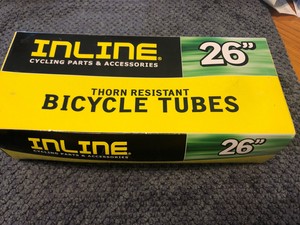 INLINE®
26"
CYCLING PARTS & ACCESSORIES
THORN RESISTANT
BICYCLE TUBES
INLINE®
26"
CYCLING PARTS & ACCESSORIES